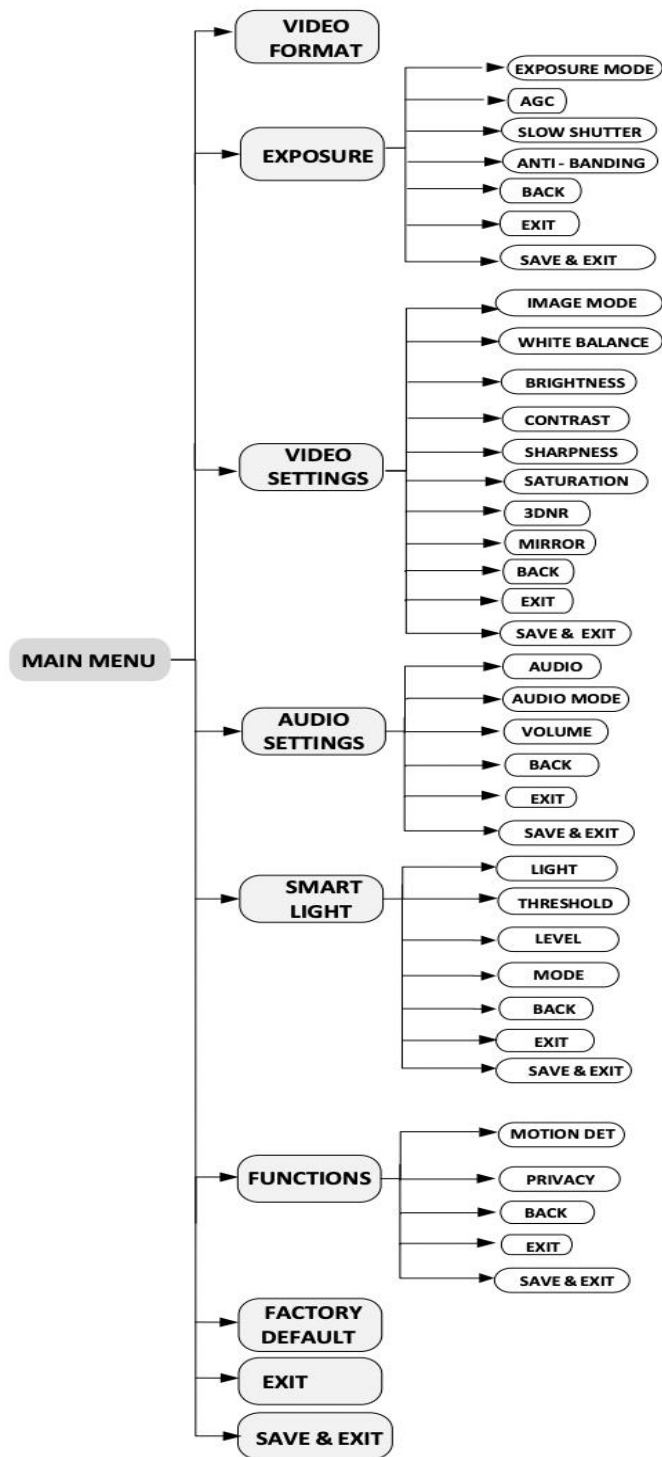 VIDEO
FORMAT
EXPOSURE
EXPOSURE MODE
AGC
SLOW SHUTTER
ANTI - BANDING
BACK
EXIT
SAVE & EXIT
VIDEO
SETTINGS
IMAGE MODE
WHITE BALANCE
BRIGHTNESS
CONTRAST
SHARPNESS
SATURATION
3DNR
MIRROR
BACK
EXIT
SAVE & EXIT
MAIN MENU
AUDIO
SETTINGS
AUDIO
AUDIO MODE
VOLUME
BACK
EXIT
SAVE & EXIT
SMART
LIGHT
LIGHT
THRESHOLD
LEVEL
MODE
BACK
EXIT
SAVE & EXIT
FUNCTIONS
MOTION DET
PRIVACY
BACK
EXIT
SAVE & EXIT
FACTORY
DEFAULT
EXIT
SAVE & EXIT